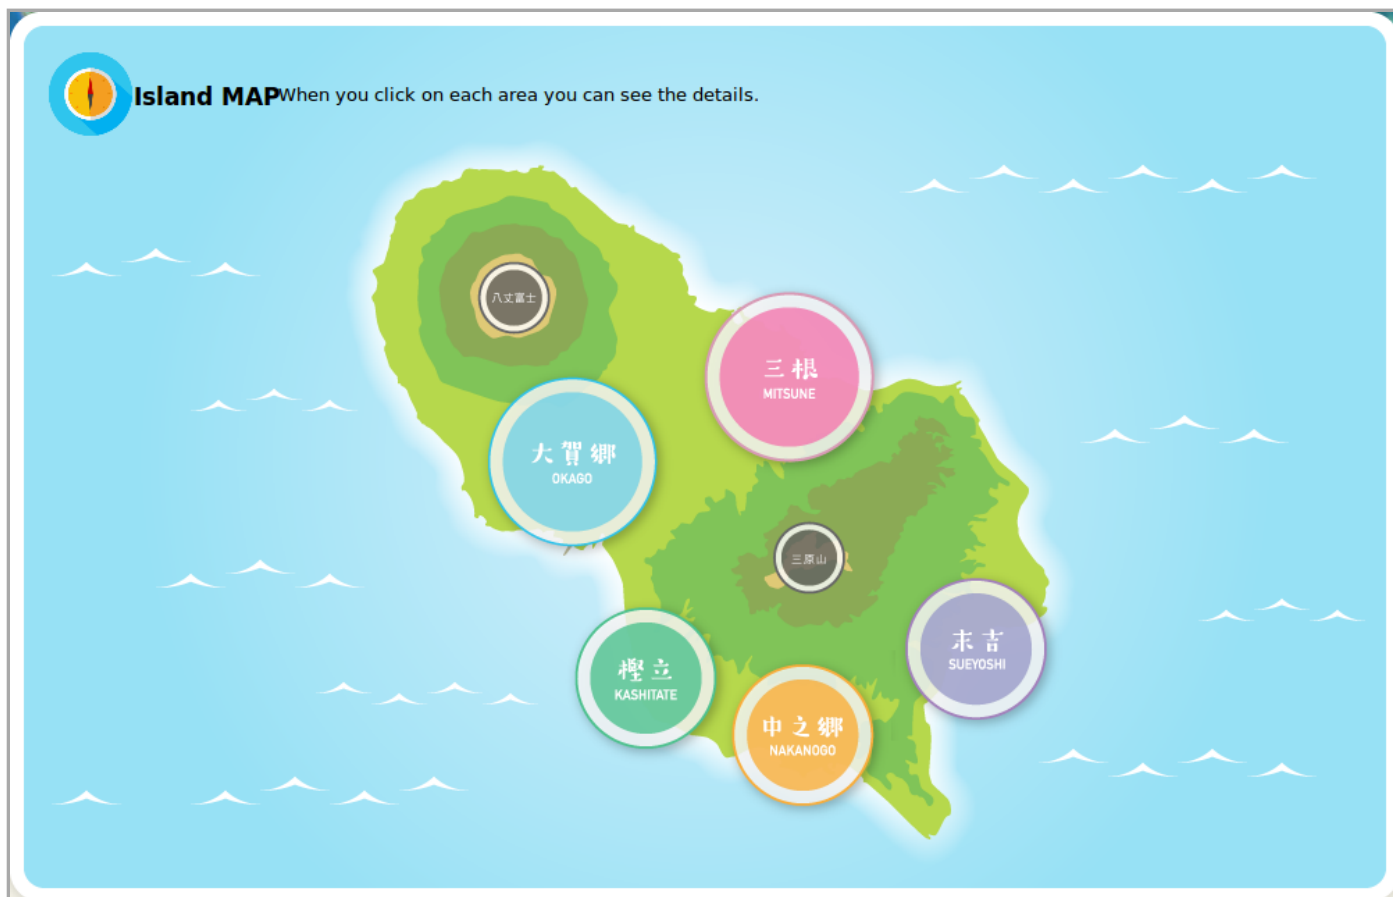 Island MAP When you click on each area you can see the details.
八丈富士
三根
MITSUNE
大賀郷
OKAGO
三原山
末吉
SUEYOSHI
樫立
KASHITATE
中之郷
NAKANOGO